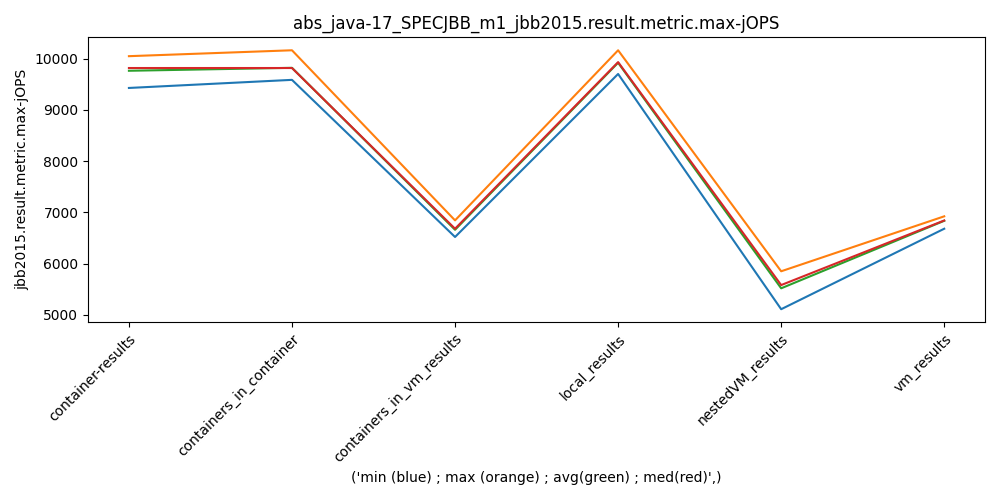 abs_java-17_SPECJBB_m1_jbb2015.result.metric.max-jOPS
jbb2015.result.metric.max-jOPS
10000
9000
8000
7000
6000
5000
container-results
containers_in_container
containers_in_vm_results
local_results
nestedVM_results
vm_results
('min (blue) ; max (orange) ; avg(green) ; med(red)',)